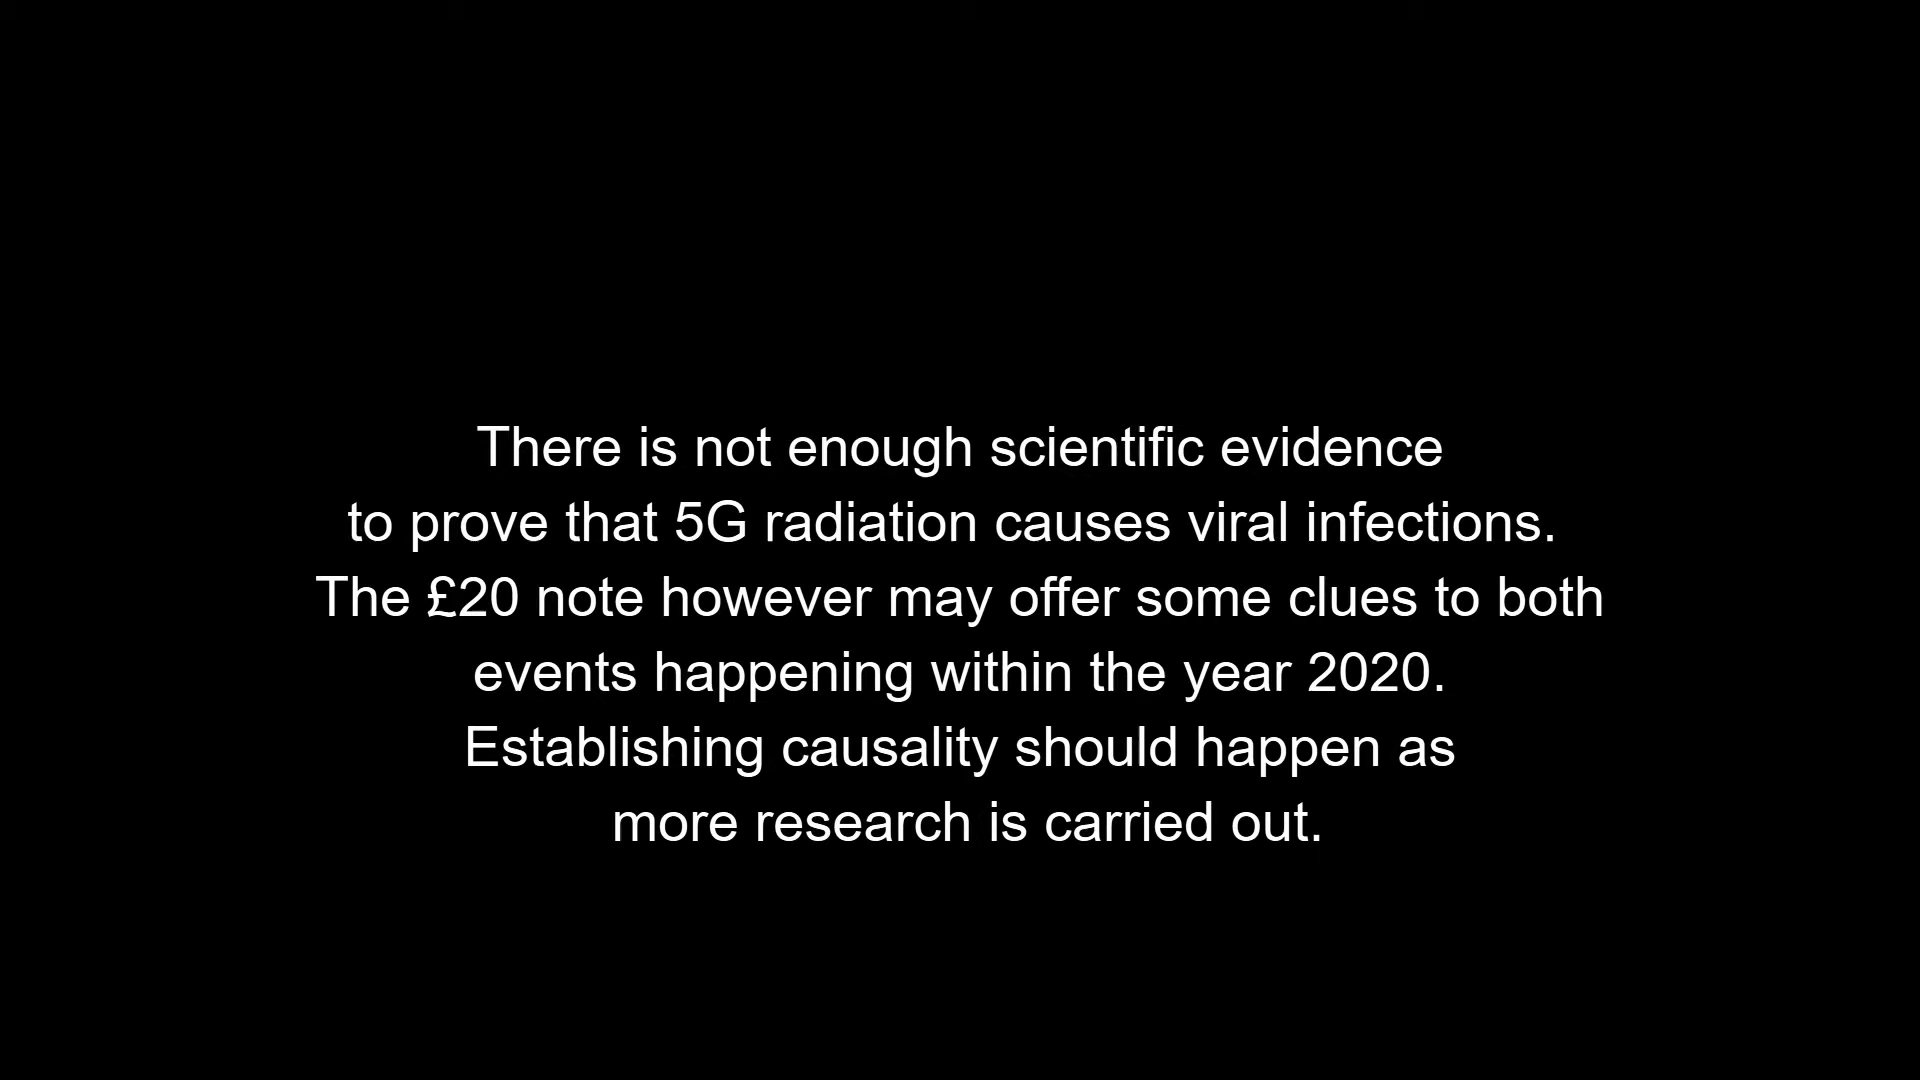 There is not enough scientific evidence
to prove that 5G radiation causes viral infections.
The £20 note however may offer some clues to both
events happening within the year 2020.
Establishing causality should happen as
more research is carried out.